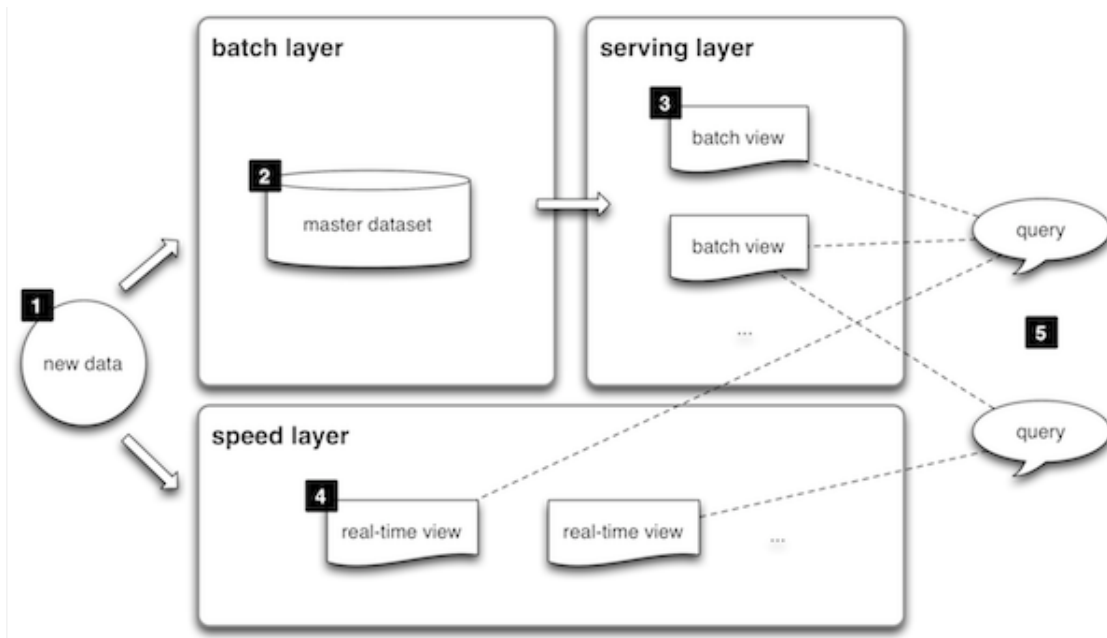 batch layer
serving layer
3
batch view
2
master dataset
batch view
query
1
new data
...
5
speed layer
query
4
real-time view
real-time view
...